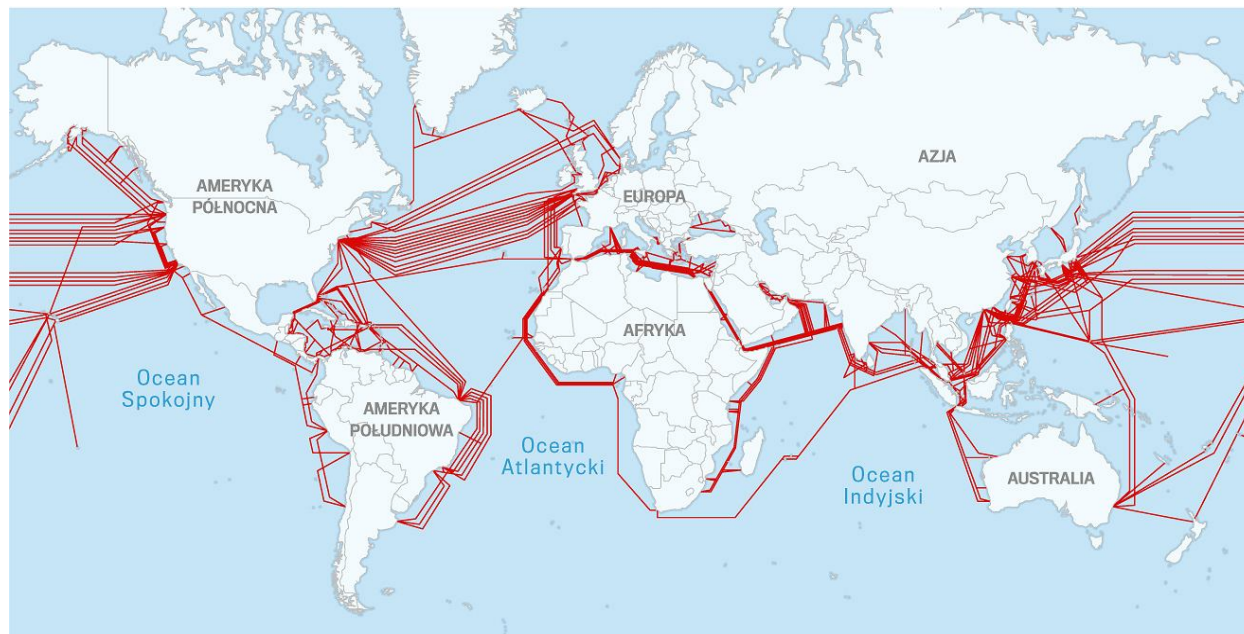 AZJA
AMERYKA
PÓŁNOCNA
EUROPA
AFRYKA
Ocean
Spokojny
AMERYKA
POŁUDNIOWA
Ocean
Atlantycki
Ocean
Indyjski
AUSTRALIA